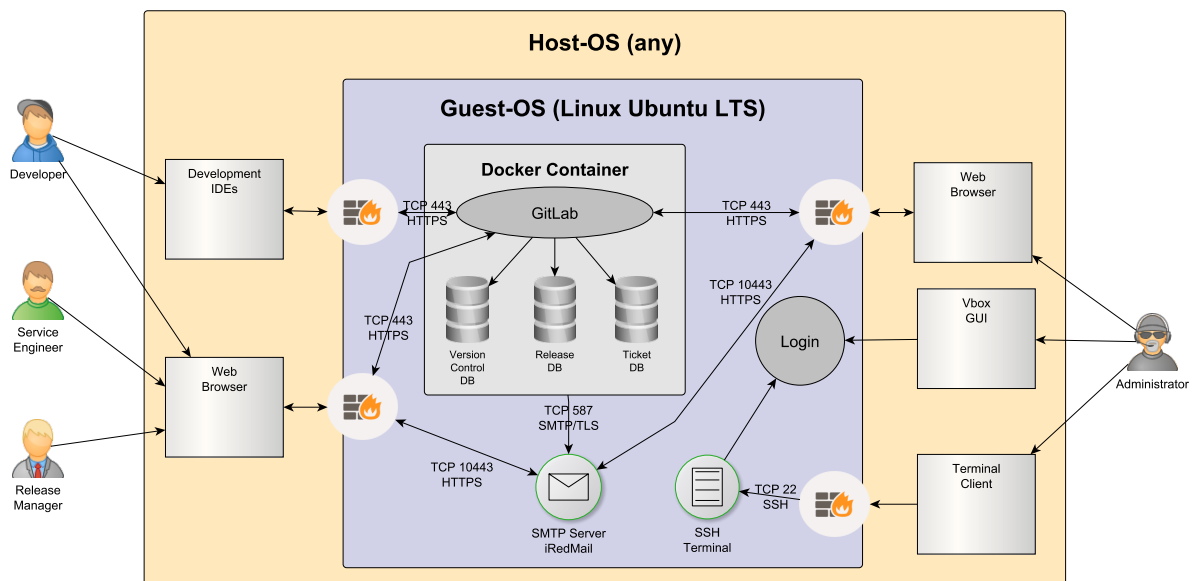 Host-OS (any)
Guest-OS (Linux Ubuntu LTS)
Developer
Development
IDEs
Docker Container
GitLab
TCP 443
HTTPS
TCP 443
HTTPS
Web
Browser
TCP 443
HTTPS
TCP 10443
HTTPS
Version
Control
DB
Release
DB
Ticket
DB
Login
Vbox
GUI
Service
Engineer
Web
Browser
Administrator
TCP 587
SMTP/TLS
TCP 10443
HTTPS
Release
Manager
SMTP Server
iRedMail
SSH
Terminal
TCP 22
SSH
Terminal
Client